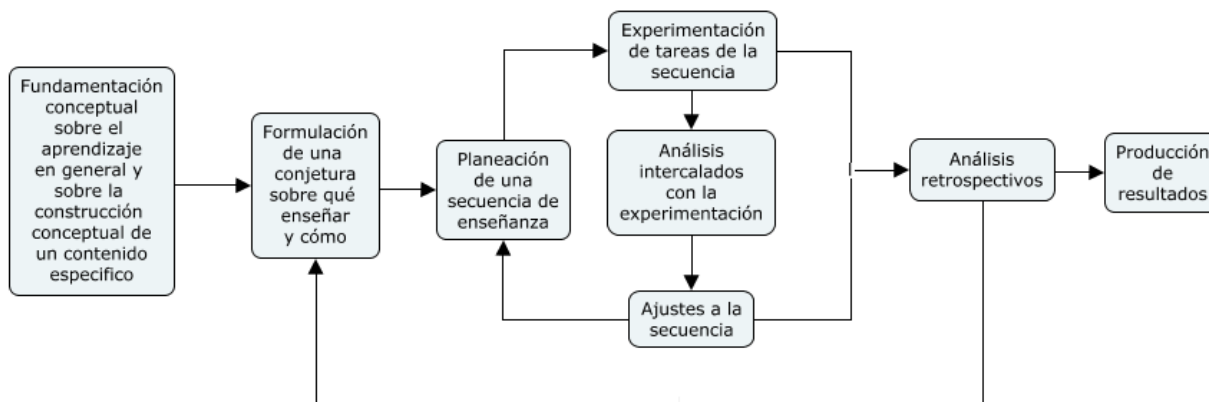 Fundamentación
conceptual
sobre el
aprendizaje
en general y
sobre la
construcción
conceptual de
un contenido
especifico
Formulación
de una
conjetura
sobre qué
enseñar
y cómo
Planeación
de una
secuencia de
enseñanza
Experimentación
de tareas de la
secuencia
Análisis
intercalados
con la
experimentación
Ajustes a la
secuencia
Análisis
retrospectivos
Producción
de
resultados